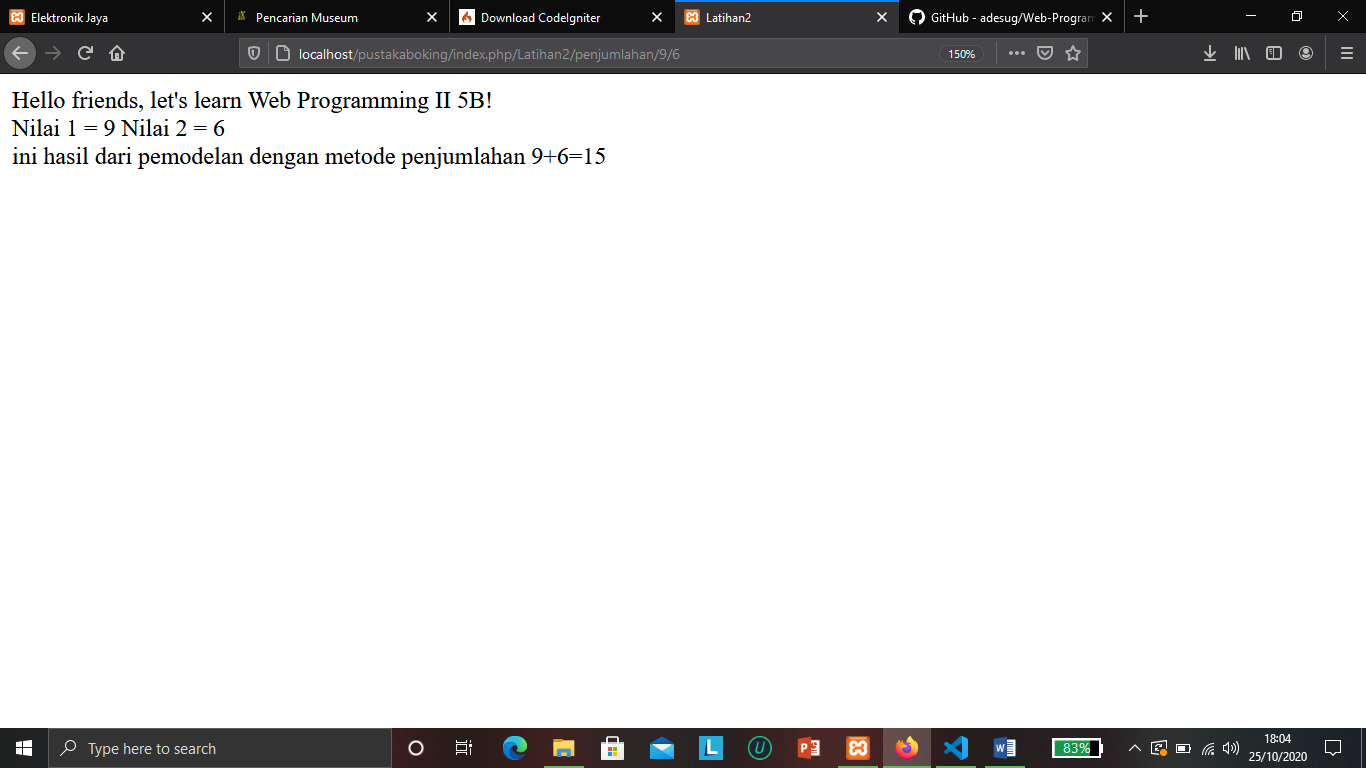 Elektronik Jaya
Pencarian Museum
Download CodeIgniter
Latihan2
GitHub - adesug/Web-Program
localhost/pustakaboking/index.php/Latihan2/penjumlahan/9/6
150%
Hello friends, let's learn Web Programming II 5B!
Nilai 1 = 9 Nilai 2 = 6
ini hasil dari pemodelan dengan metode penjumlahan 9+6=15
Type here to search
L
U
83%
18:04
25/10/2020